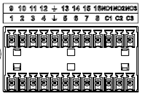 9 10 11 12 ⏚ 13 14 15 16 NO1 NO2 NO3
1 2 3 4 ⏚ 5 6 7 8 C1 C2 C3